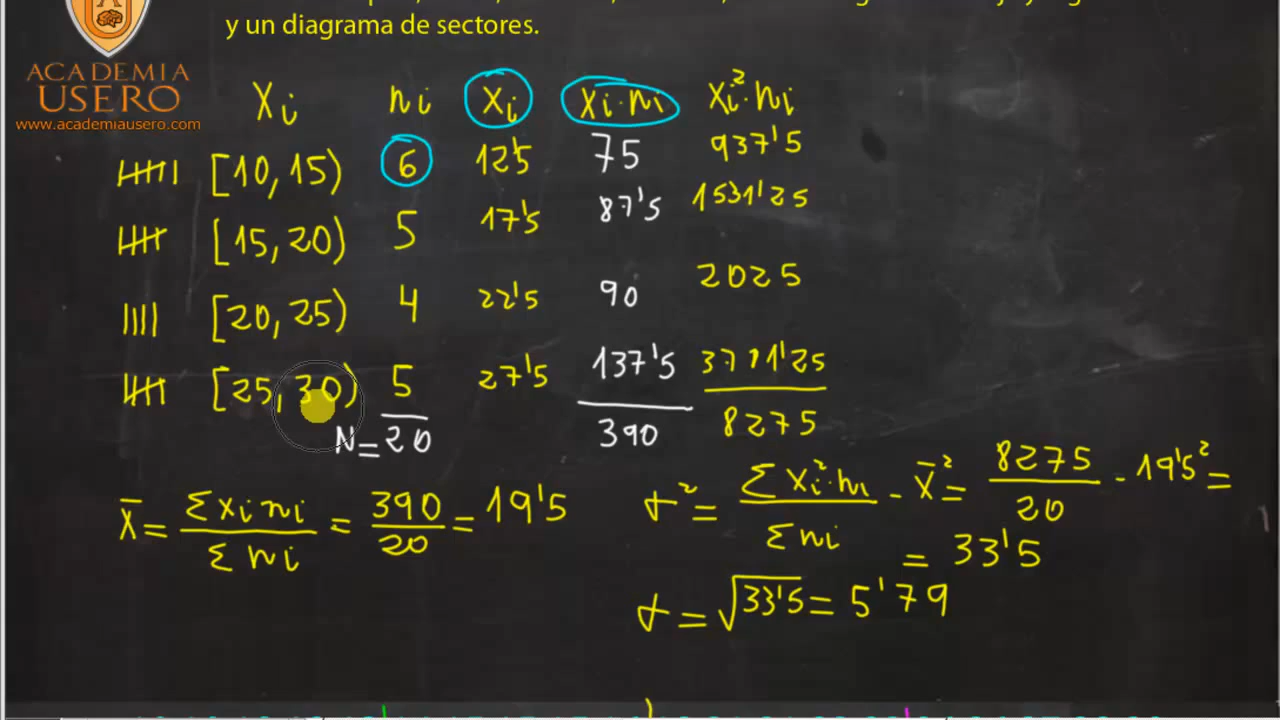 y un diagrama de sectores.
ACADEMIA
USERO
www.academiausero.com
Xi ni Xi Xi·ni Xi²·ni
[10, 15) 6 12'5 75 937'5
[15, 20) 5 17'5 87'5 1531'25
[20, 25) 4 22'5 90 2025
[25, 30) 5 27'5 137'5 3781'25
N = 20 390 8275
X̄ = Σxi ni / Σni = 390/20 = 19'5
σ² = Σxi²·ni / Σni - X̄² = 8275/20 - 19'5² =
= 33'5
σ = √33'5 = 5'79